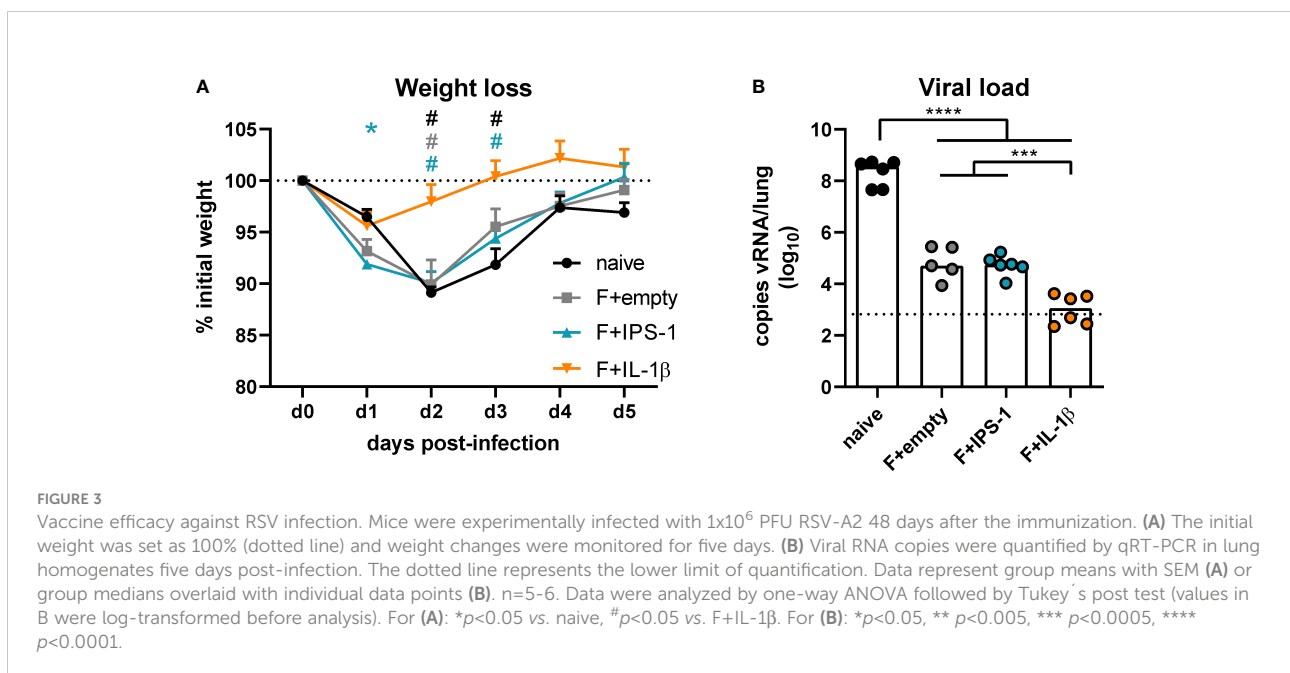 A
Weight loss
*
#
#
#
#
#
105
100
95
90
85
80
% initial weight
d0 d1 d2 d3 d4 d5
days post-infection
naive
F+empty
F+IPS-1
F+IL-1β
B
Viral load
****
***
10
8
6
4
2
0
copies vRNA/lung
(log10)
naive
F+empty
F+IPS-1
F+IL-1β
FIGURE 3
Vaccine efficacy against RSV infection. Mice were experimentally infected with 1x10⁶ PFU RSV-A2 48 days after the immunization. (A) The initial
weight was set as 100% (dotted line) and weight changes were monitored for five days. (B) Viral RNA copies were quantified by qRT-PCR in lung
homogenates five days post-infection. The dotted line represents the lower limit of quantification. Data represent group means with SEM (A) or
group medians overlaid with individual data points (B). n=5-6. Data were analyzed by one-way ANOVA followed by Tukey´s post test (values in
B were log-transformed before analysis). For (A): *p<0.05 vs. naive, #p<0.05 vs. F+IL-1β. For (B): *p<0.05, ** p<0.005, *** p<0.0005, ****
p<0.0001.